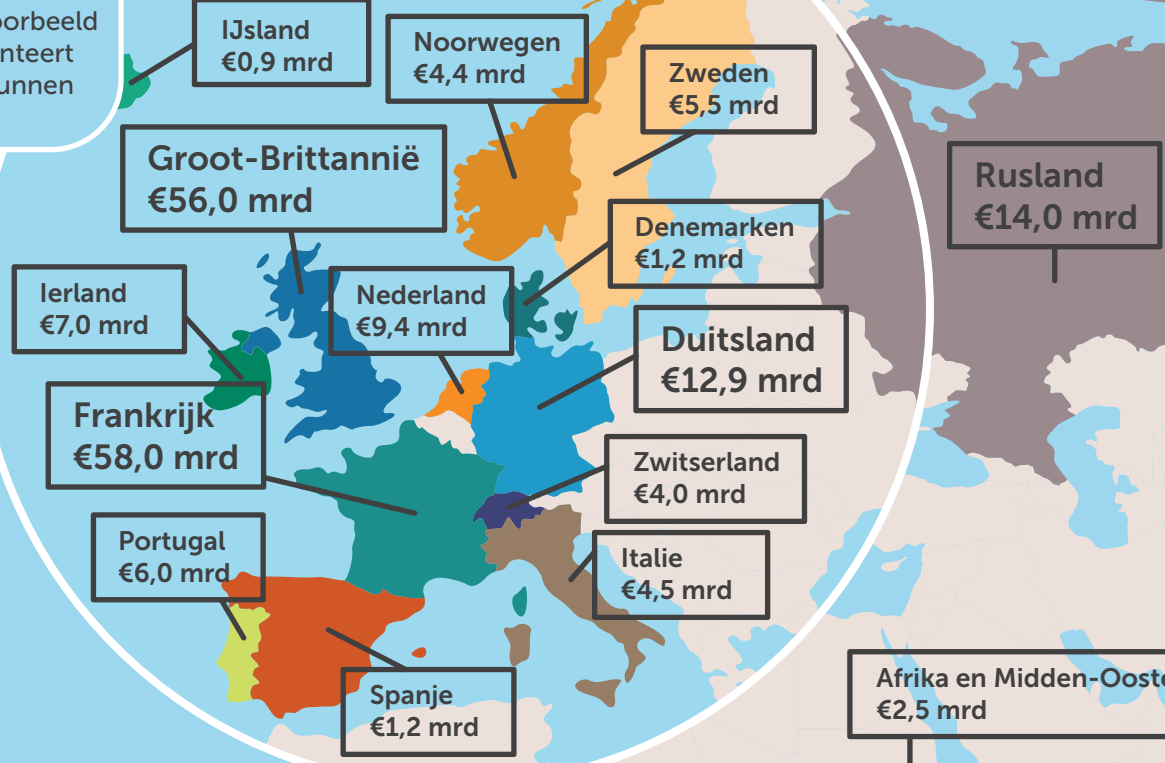 IJsland
€0,9 mrd
Noorwegen
€4,4 mrd
Zweden
€5,5 mrd
Groot-Brittannië
€56,0 mrd
Rusland
€14,0 mrd
Denemarken
€1,2 mrd
Ierland
€7,0 mrd
Nederland
€9,4 mrd
Duitsland
€12,9 mrd
Frankrijk
€58,0 mrd
Zwitserland
€4,0 mrd
Portugal
€6,0 mrd
Italie
€4,5 mrd
Spanje
€1,2 mrd
Afrika en
€2,5 mrd